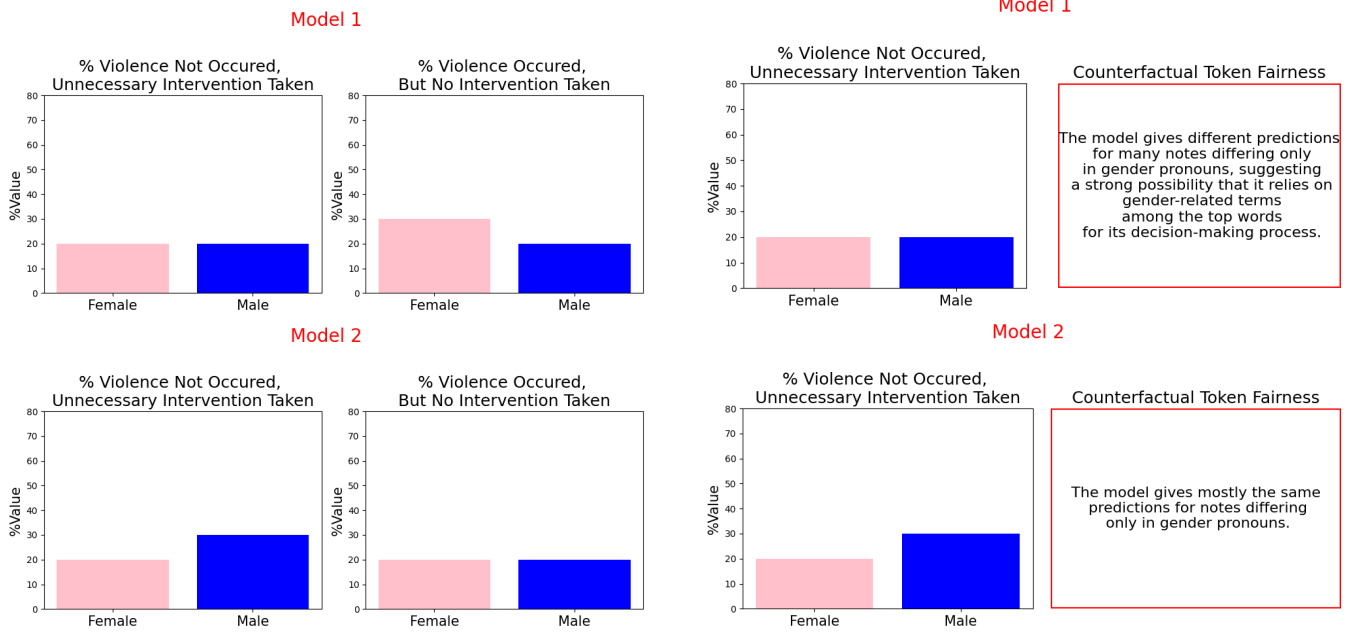 Model 1
% Violence Not Occured,
Unnecessary Intervention Taken
80
70
60
50
40
30
20
10
0
%Value
Female
Male
% Violence Occured,
But No Intervention Taken
80
70
60
50
40
30
20
10
0
%Value
Female
Male
Model 2
% Violence Not Occured,
Unnecessary Intervention Taken
80
70
60
50
40
30
20
10
0
%Value
Female
Male
% Violence Occured,
But No Intervention Taken
80
70
60
50
40
30
20
10
0
%Value
Female
Male
Model 1
% Violence Not Occured,
Unnecessary Intervention Taken
80
70
60
50
40
30
20
10
0
%Value
Female
Male
Counterfactual Token Fairness
The model gives different predictions
for many notes differing only
in gender pronouns, suggesting
a strong possibility that it relies on
gender-related terms
among the top words
for its decision-making process.
Model 2
% Violence Not Occured,
Unnecessary Intervention Taken
80
70
60
50
40
30
20
10
0
%Value
Female
Male
Counterfactual Token Fairness
The model gives mostly the same
predictions for notes differing
only in gender pronouns.